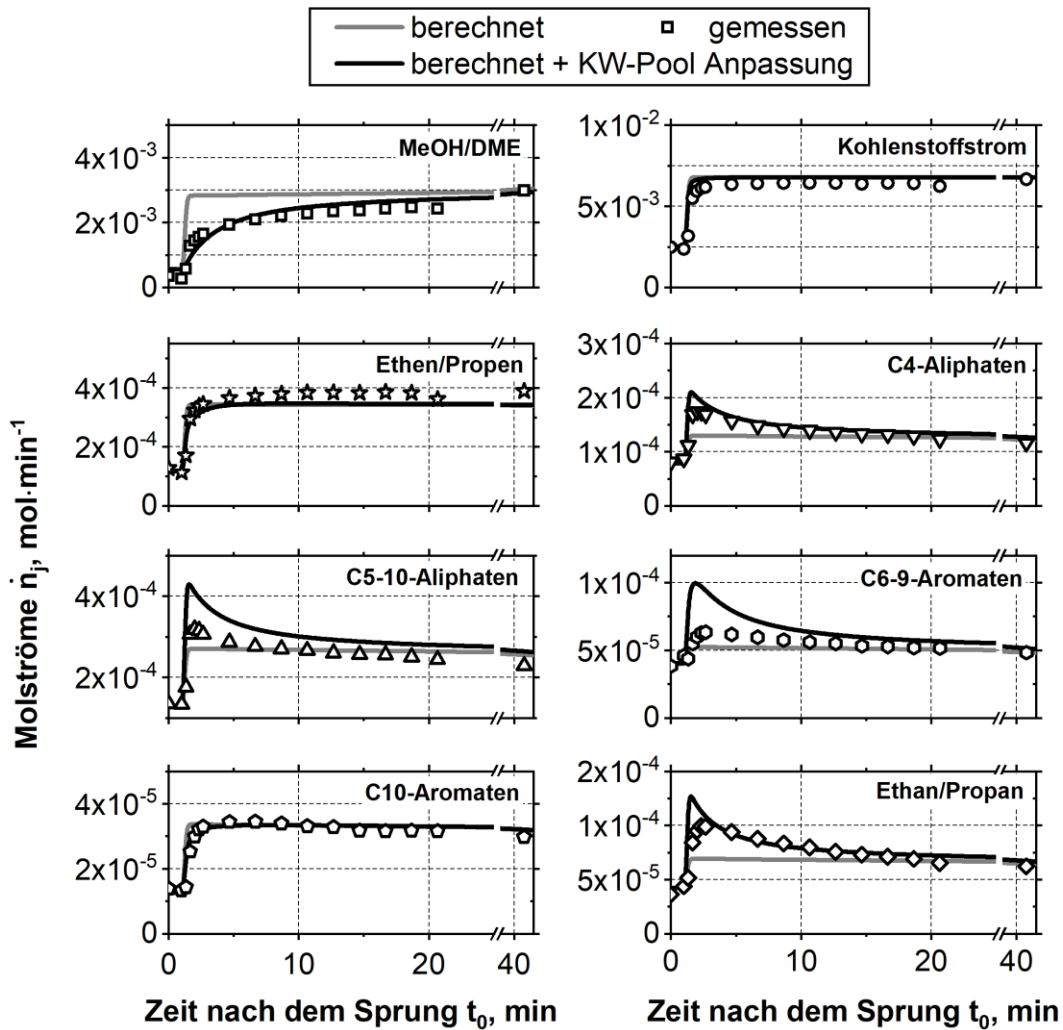 berechnet gemessen
berechnet + KW-Pool Anpassung
Molströme ṅj, mol·min⁻¹
MeOH/DME
4x10⁻³
2x10⁻³
0
Kohlenstoffstrom
1x10⁻²
5x10⁻³
0
Ethen/Propen
4x10⁻⁴
2x10⁻⁴
0
C4-Aliphaten
3x10⁻⁴
2x10⁻⁴
1x10⁻⁴
0
C5-10-Aliphaten
4x10⁻⁴
2x10⁻⁴
C6-9-Aromaten
1x10⁻⁴
5x10⁻⁵
0
C10-Aromaten
4x10⁻⁵
2x10⁻⁵
0
0 10 20 40
Zeit nach dem Sprung t₀, min
Ethan/Propan
2x10⁻⁴
1x10⁻⁴
5x10⁻⁵
0
0 10 20 40
Zeit nach dem Sprung t₀, min